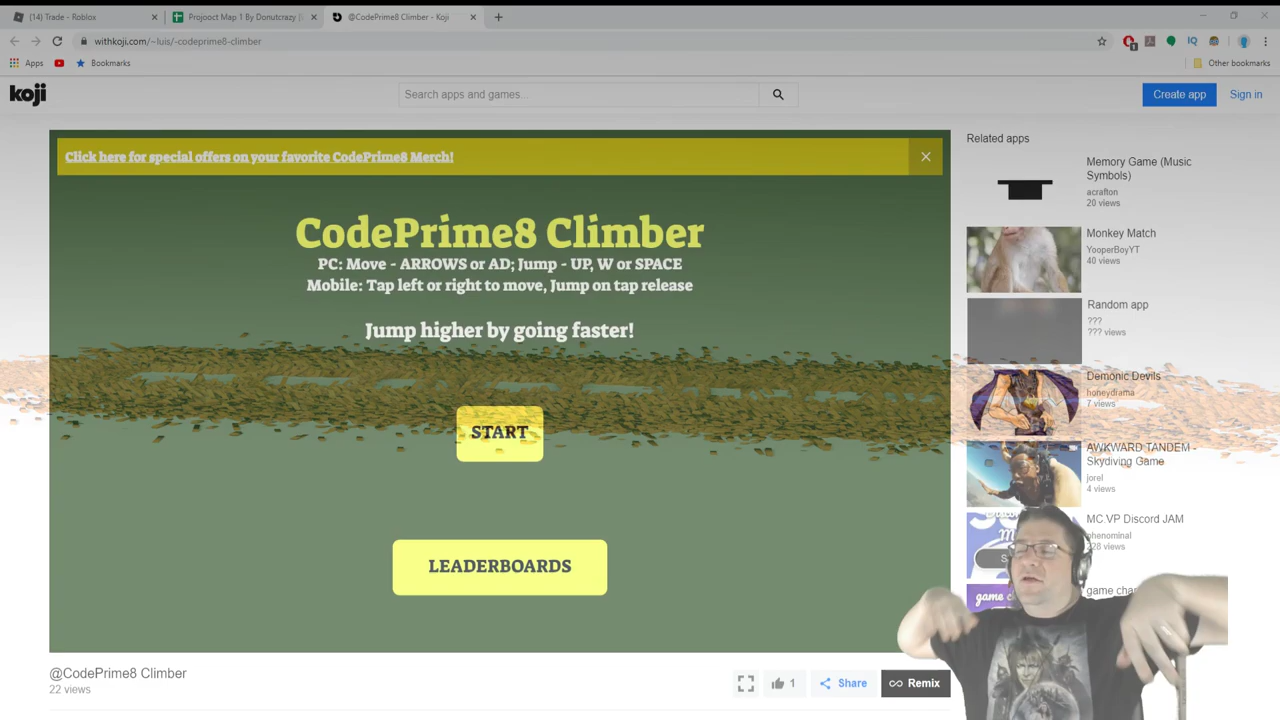 (14) Trade - Roblox
Projooct Map 1 By Donutcrazy
@CodePrime8 Climber - Koji
withkoji.com/~luis/-codeprime8-climber
Apps
Bookmarks
Other bookmarks
koji
Search apps and games...
Create app
Sign in
Click here for special offers on your favorite CodePrime8 Merch!
CodePrime8 Climber
PC: Move - ARROWS or AD; Jump - UP, W or SPACE
Mobile: Tap left or right to move, Jump on tap release
Jump higher by going faster!
START
LEADERBOARDS
@CodePrime8 Climber
22 views
1
Share
Remix
Related apps
Memory Game (Music
Symbols)
acrafton
20 views
Monkey Match
YooperBoyYT
40 views
Random app
???
??? views
Demonic Devils
honeydrama
7 views
AWKWARD TANDEM -
Skydiving Game
jorel
4 views
MC.VP Discord JAM
phenominal
228 views
game
game